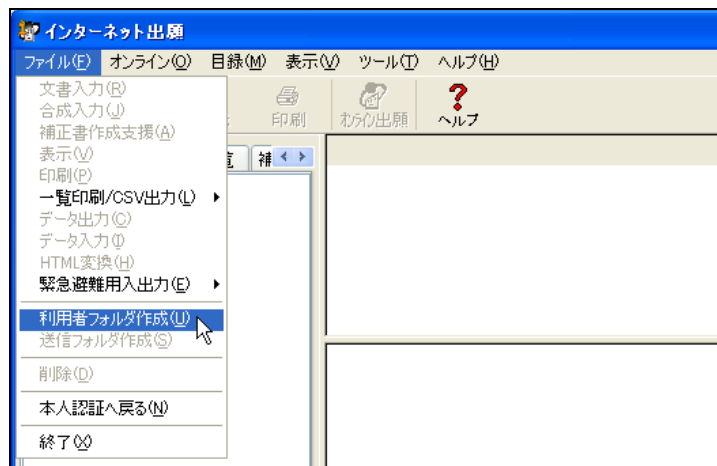 インターネット出願
ファイル(F) オンライン(O) 目録(M) 表示(V) ツール(T) ヘルプ(H)
文書入力(R)
合成入力(J)
補正書作成支援(A)
表示(V)
印刷(P)
一覧印刷/CSV出力(L)
データ出力(C)
データ入力(I)
HTML変換(H)
緊急避難用入出力(E)
利用者フォルダ作成(U)
送信フォルダ作成(S)
削除(D)
本人認証へ戻る(N)
終了(X)
印刷 オンライン出願 ヘルプ
補